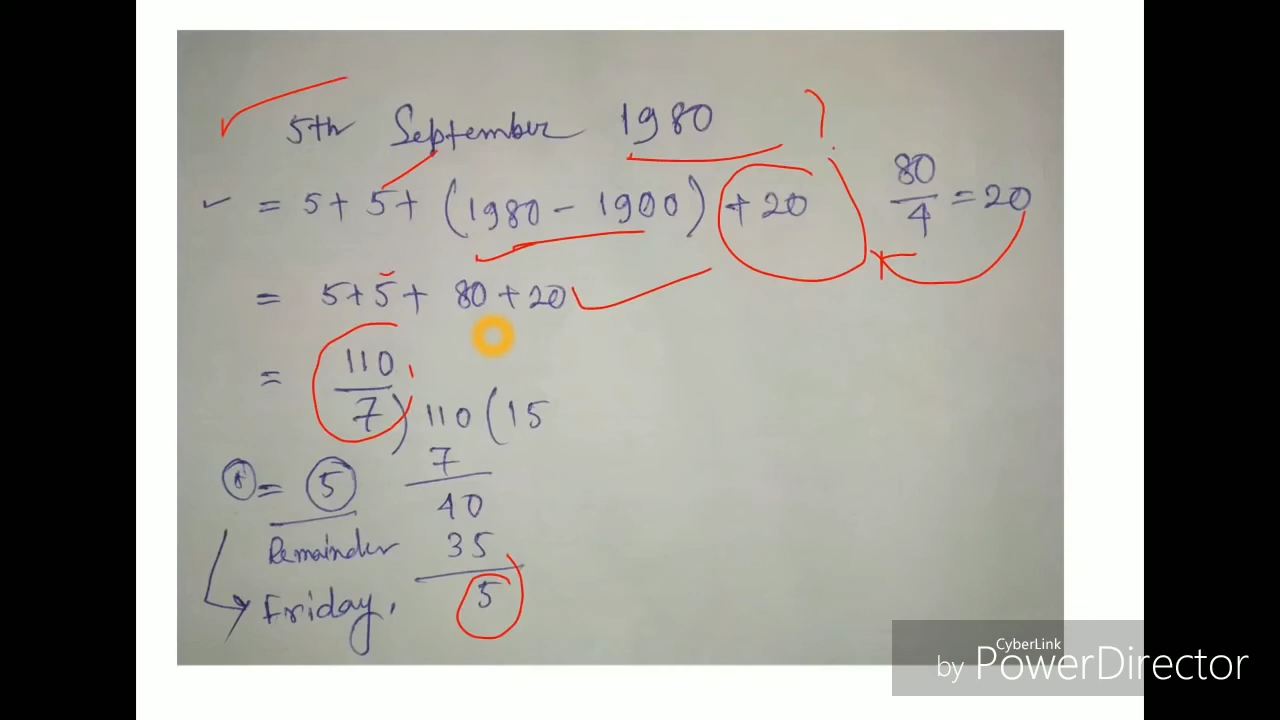 5th September 1980 ?
= 5+ 5+ (1980 - 1900) + 20
80/4 = 20
= 5+5+ 80+20
= 110/7
7) 110 (15
7
40
35
5
= 5
Remainder
Friday,
CyberLink
by PowerDirector